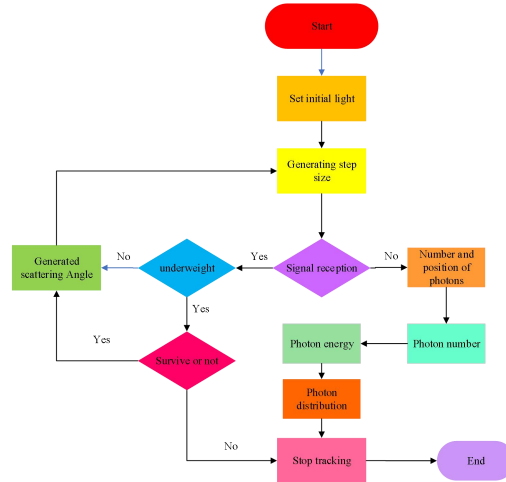 Start
Set initial light
Generating step
size
Generated
scattering Angle
No
underweight
Yes
Signal reception
No
Number and
position of
photons
Yes
Yes
Survive or not
Photon energy
Photon number
Photon
distribution
No
Stop tracking
End